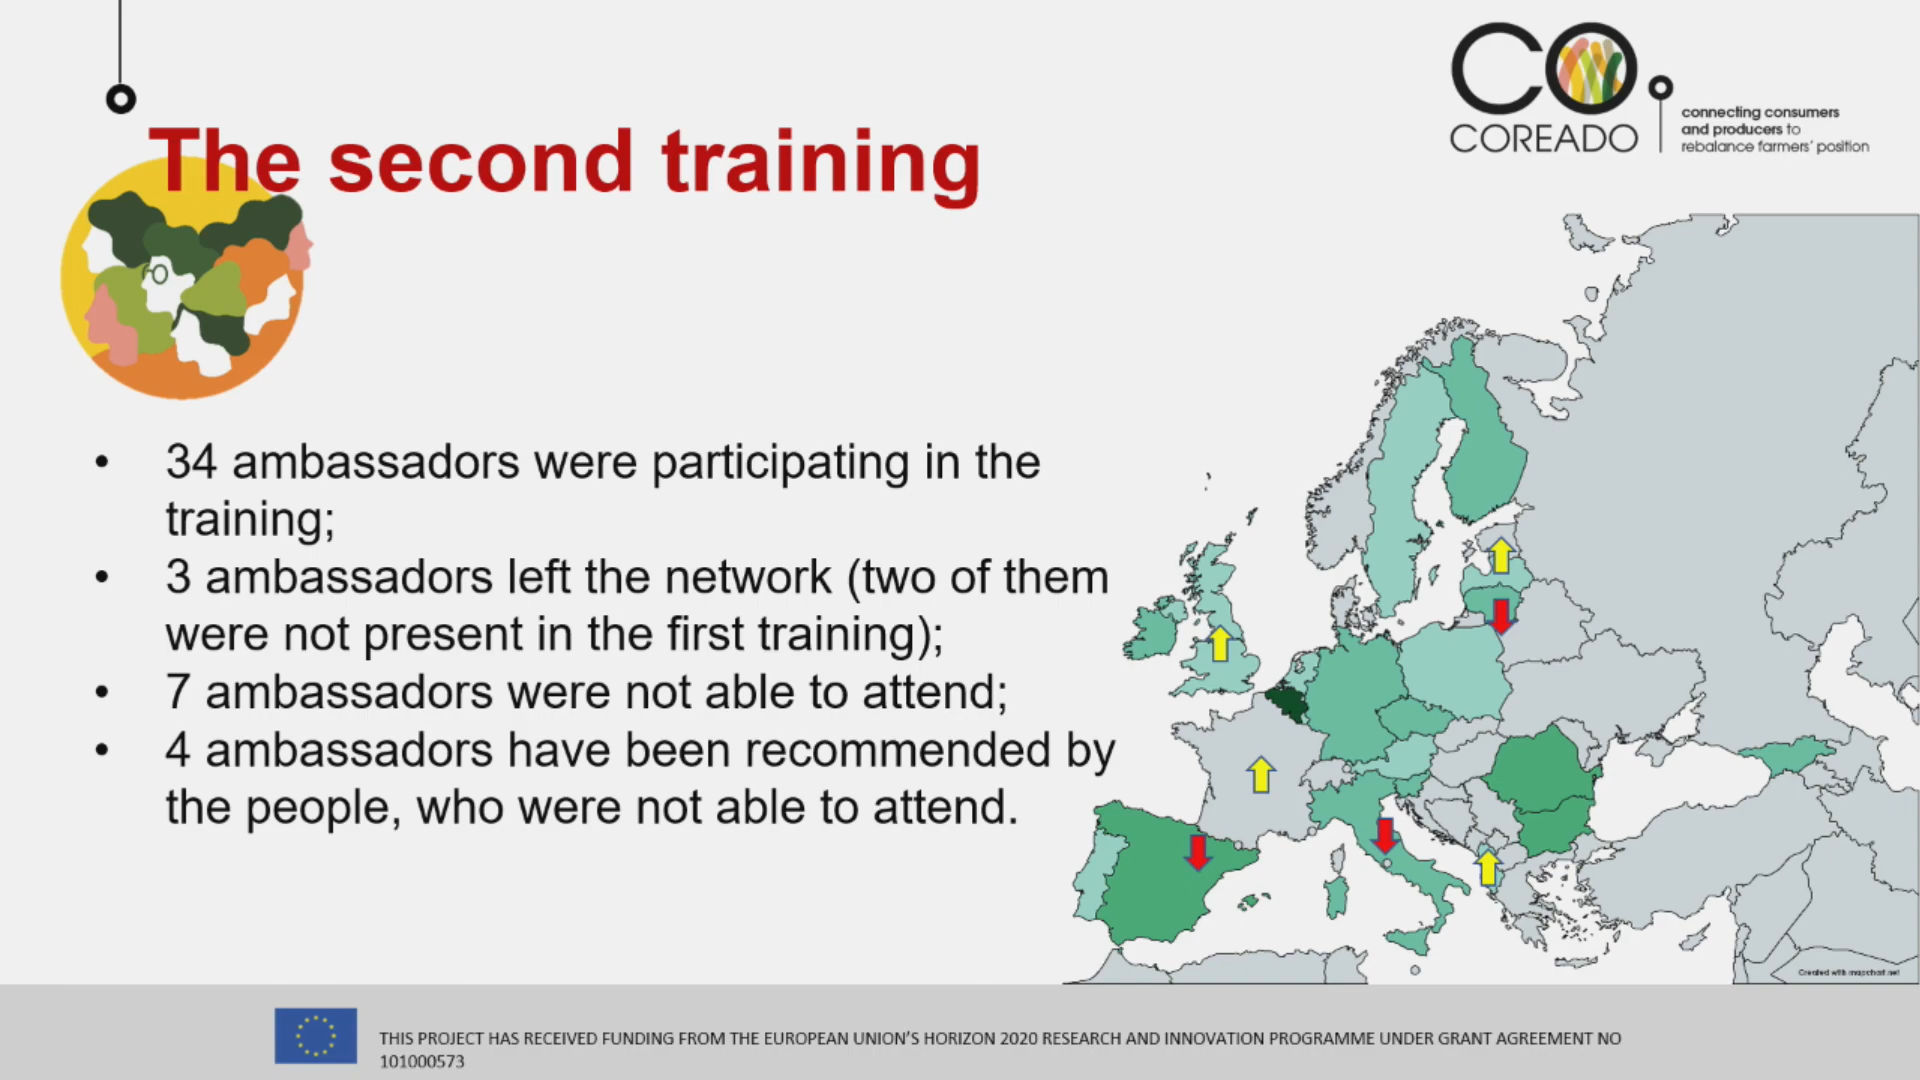 CO.
COREADO
connecting consumers
and producers to
rebalance farmers' position
The second training
• 34 ambassadors were participating in the
training;
• 3 ambassadors left the network (two of them
were not present in the first training);
• 7 ambassadors were not able to attend;
• 4 ambassadors have been recommended by
the people, who were not able to attend.
Created with mapchart.net
THIS PROJECT HAS RECEIVED FUNDING FROM THE EUROPEAN UNION'S HORIZON 2020 RESEARCH AND INNOVATION PROGRAMME UNDER GRANT AGREEMENT NO
101000573